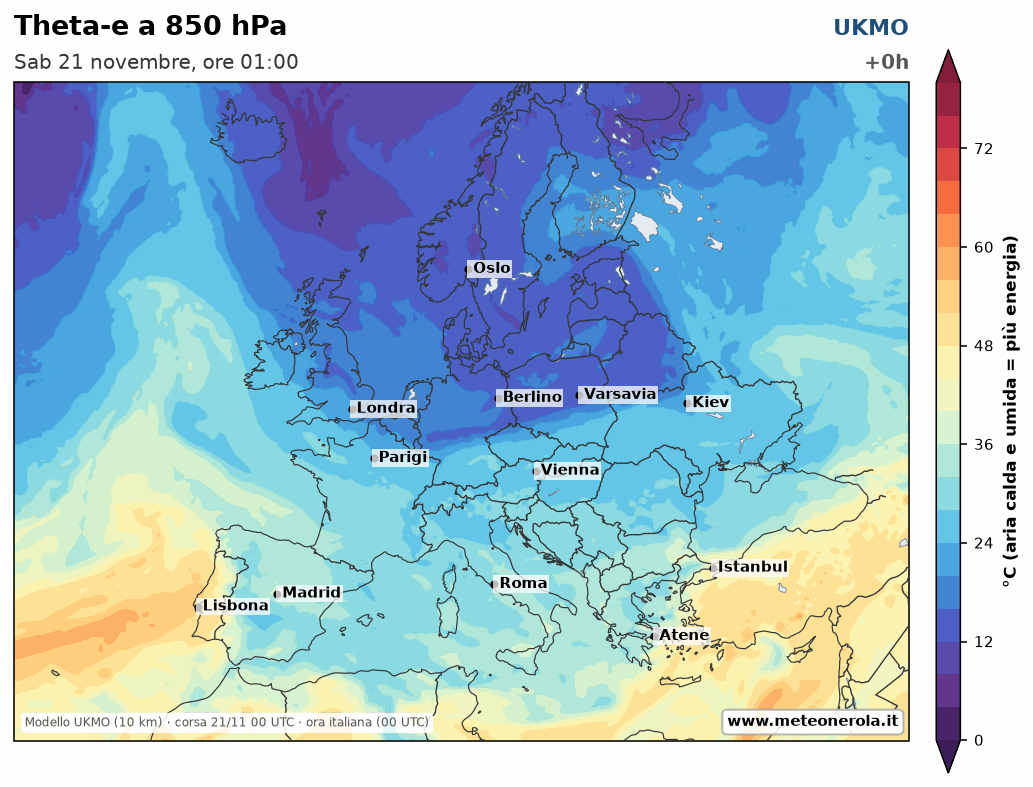 Theta-e a 850 hPa
UKMO
Sab 21 novembre, ore 01:00
+0h
72
60
48
36
24
12
0
°C (aria calda e umida = più energia)
Oslo
Berlino
Varsavia
Kiev
Londra
Parigi
Vienna
Istanbul
Roma
Madrid
Lisbona
Atene
Modello UKMO (10 km) · corsa 21/11 00 UTC · ora italiana (00 UTC)
www.meteonerola.it